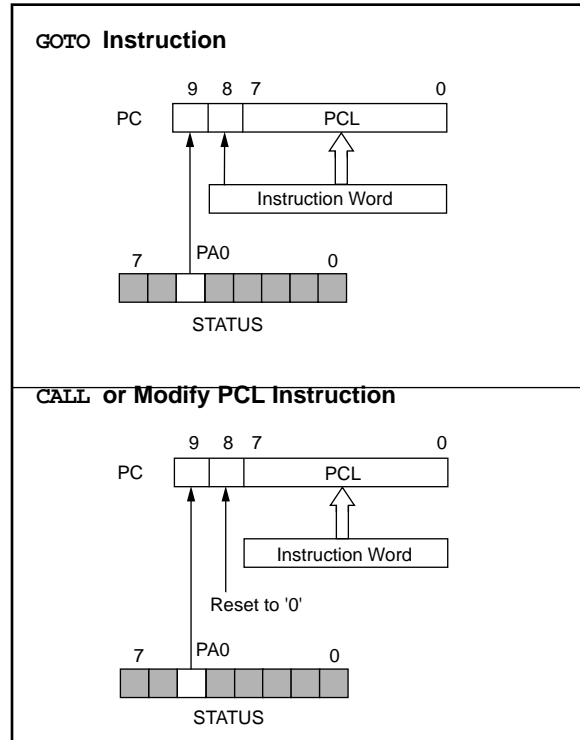 GOTO Instruction
9 8 7 0
PC PCL
Instruction Word
PA0
7 0
STATUS
CALL or Modify PCL Instruction
9 8 7 0
PC PCL
Instruction Word
Reset to '0'
PA0
7 0
STATUS